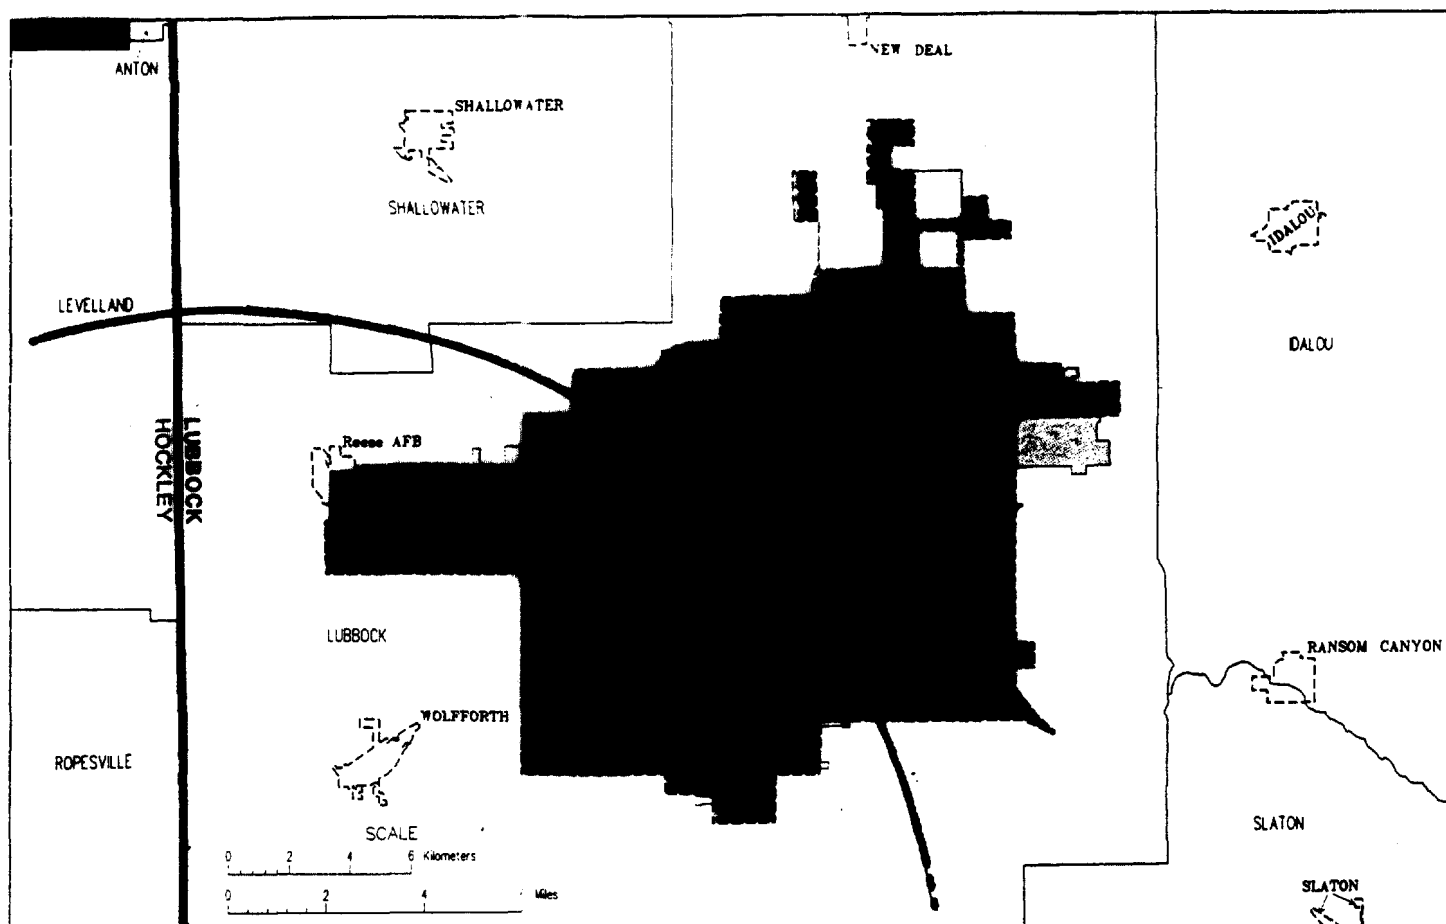 NEW DEAL
ANTON
SHALLOWATER
SHALLOWATER
IDALOU
LEVELLAND
IDALOU
Reese AFB
LUBBOCK
HOCKLEY
LUBBOCK
RANSOM CANYON
WOLFFORTH
ROPESVILLE
SLATON
SCALE
0 2 4 6 Kilometers
0 2 4 Miles
SLATON